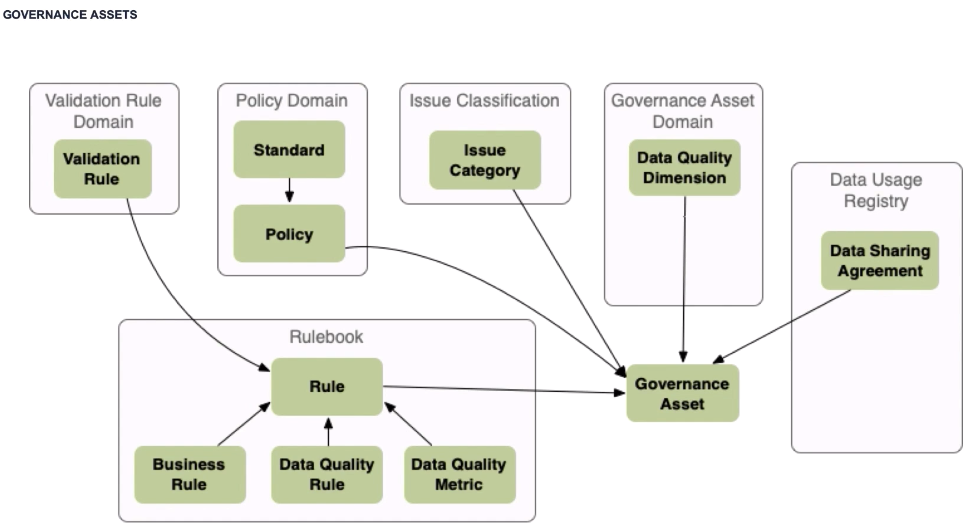 GOVERNANCE ASSETS
Validation Rule
Domain
Validation
Rule
Policy Domain
Standard
Policy
Issue Classification
Issue
Category
Governance Asset
Domain
Data Quality
Dimension
Data Usage
Registry
Data Sharing
Agreement
Rulebook
Rule
Business
Rule
Data Quality
Rule
Data Quality
Metric
Governance
Asset